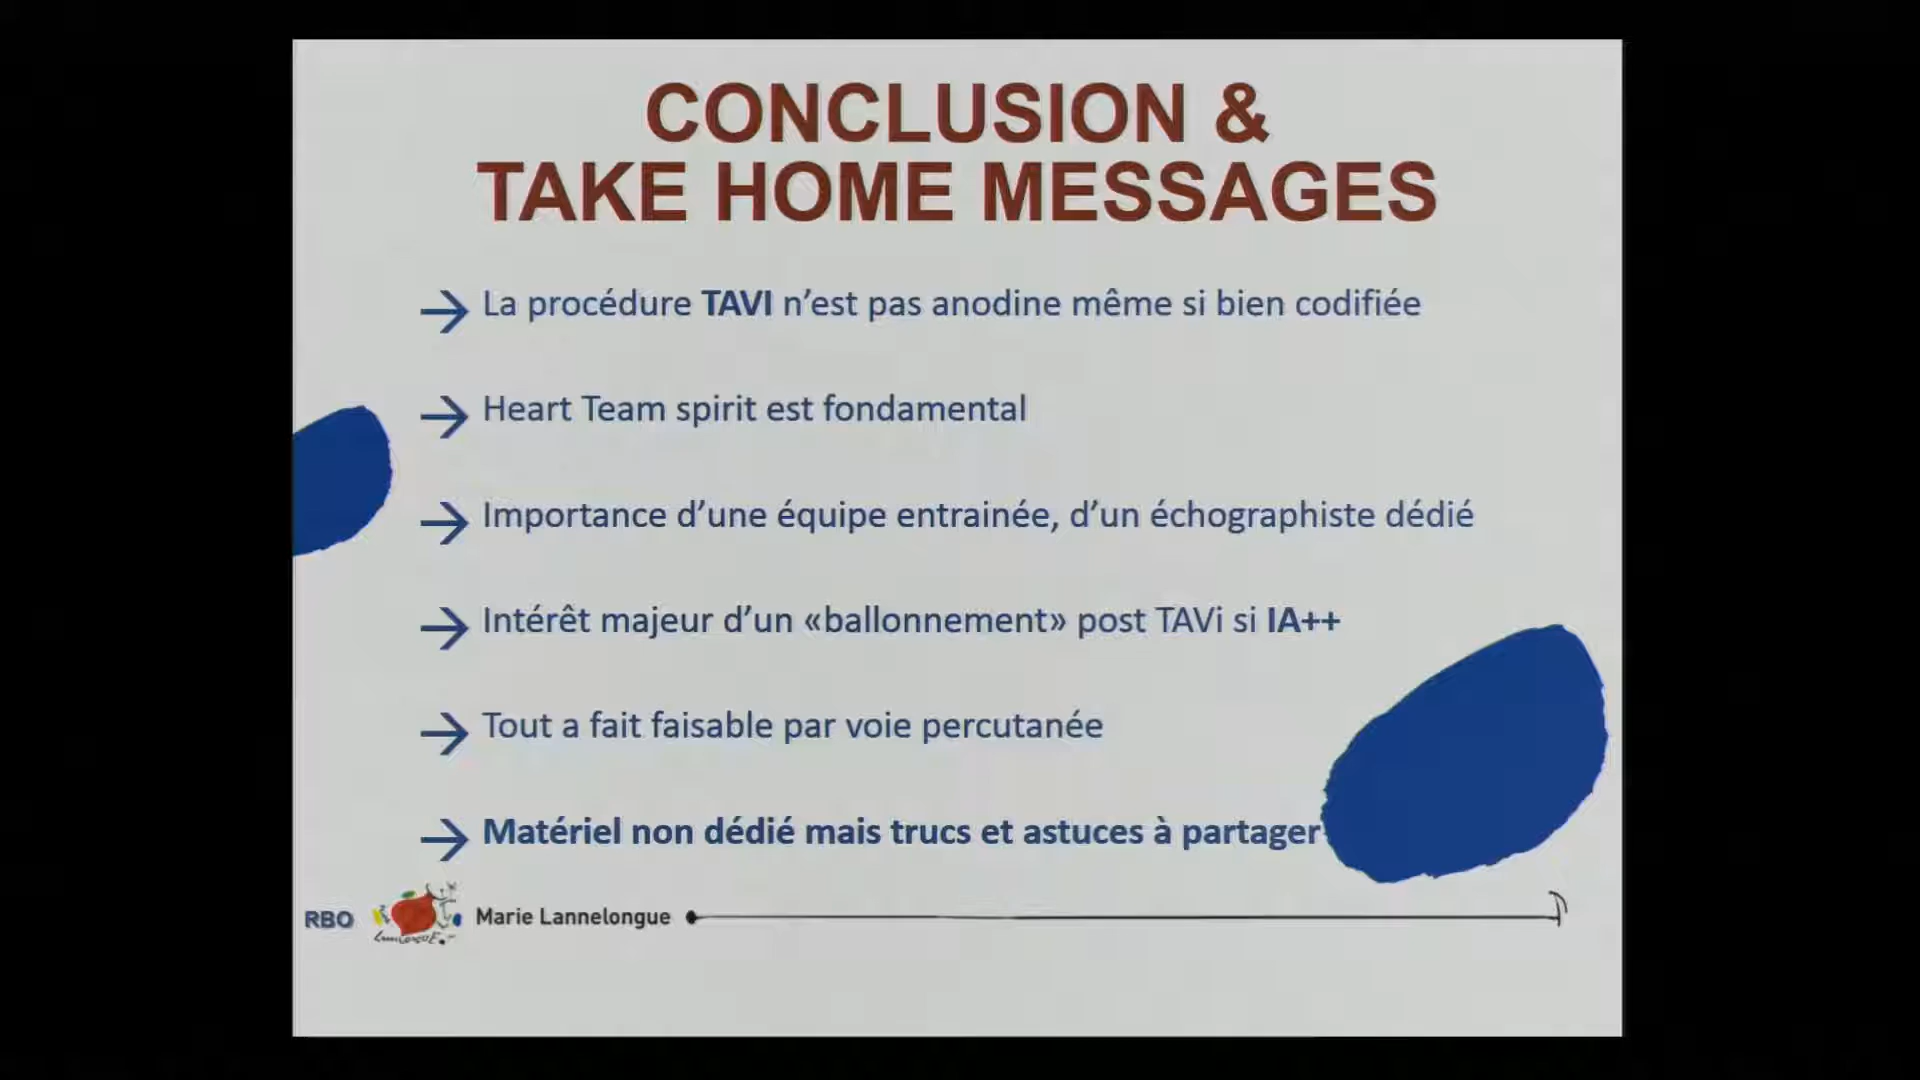 CONCLUSION &
TAKE HOME MESSAGES
La procédure TAVI n’est pas anodine même si bien codifiée
Heart Team spirit est fondamental
Importance d’une équipe entrainée, d’un échographiste dédié
Intérêt majeur d’un «ballonnement» post TAVi si IA++
Tout a fait faisable par voie percutanée
Matériel non dédié mais trucs et astuces à partager
RBO
Marie Lannelongue